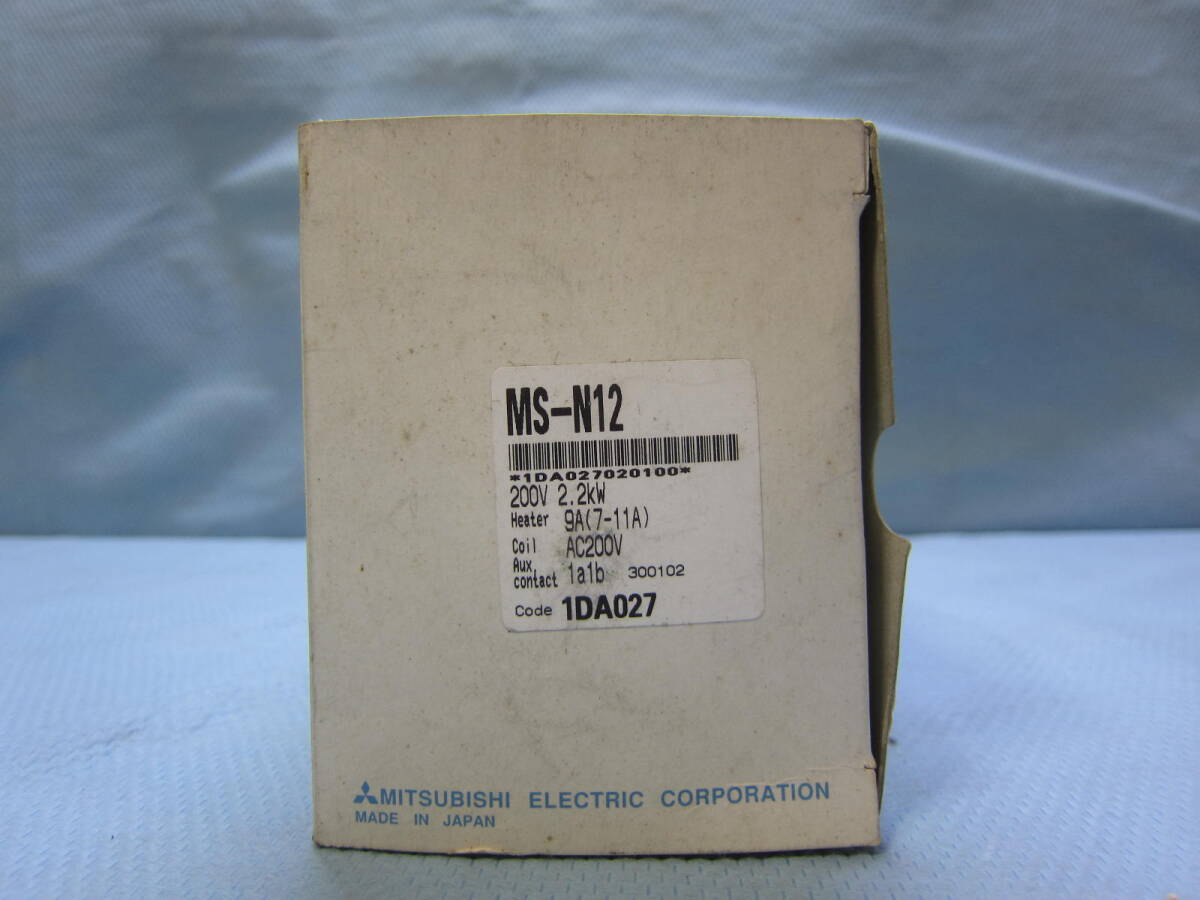 MS-N12
*1DA027020100*
200V 2.2kW
Heater 9A(7-11A)
Coil AC200V
Aux. contact 1a1b 300102
Code 1DA027
MITSUBISHI ELECTRIC CORPORATION
MADE IN JAPAN